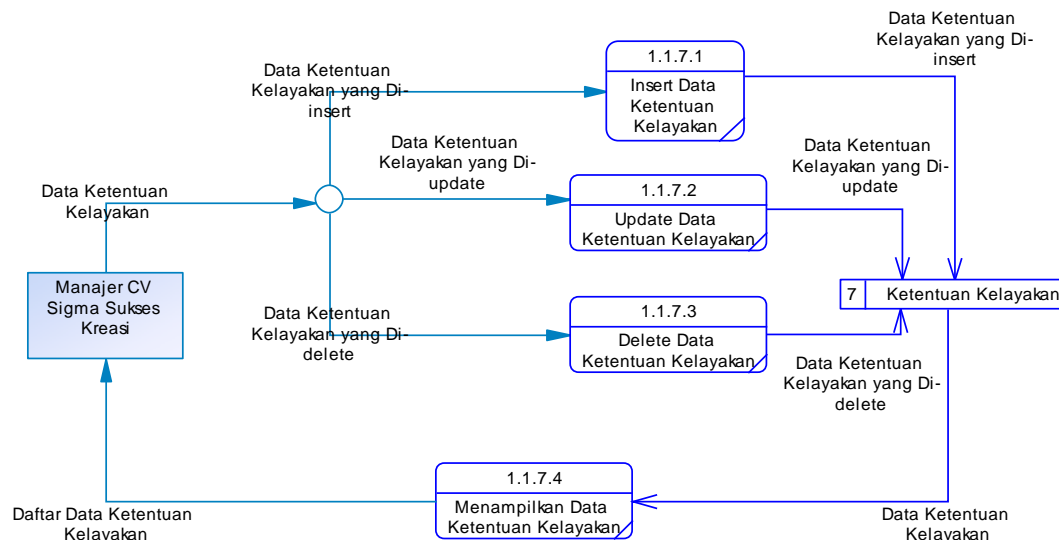 Data Ketentuan
Kelayakan yang Di-
insert
1.1.7.1
Insert Data
Ketentuan
Kelayakan
Data Ketentuan
Kelayakan yang Di-
insert
Data Ketentuan
Kelayakan yang Di-
update
Data Ketentuan
Kelayakan yang Di-
update
Data Ketentuan
Kelayakan
1.1.7.2
Update Data
Ketentuan Kelayakan
Manajer CV
Sigma Sukses
Kreasi
7 Ketentuan Kelayakan
Data Ketentuan
Kelayakan yang Di-
delete
1.1.7.3
Delete Data
Ketentuan Kelayakan
Data Ketentuan
Kelayakan yang Di-
delete
1.1.7.4
Menampilkan Data
Ketentuan Kelayakan
Daftar Data Ketentuan
Kelayakan
Data Ketentuan
Kelayakan